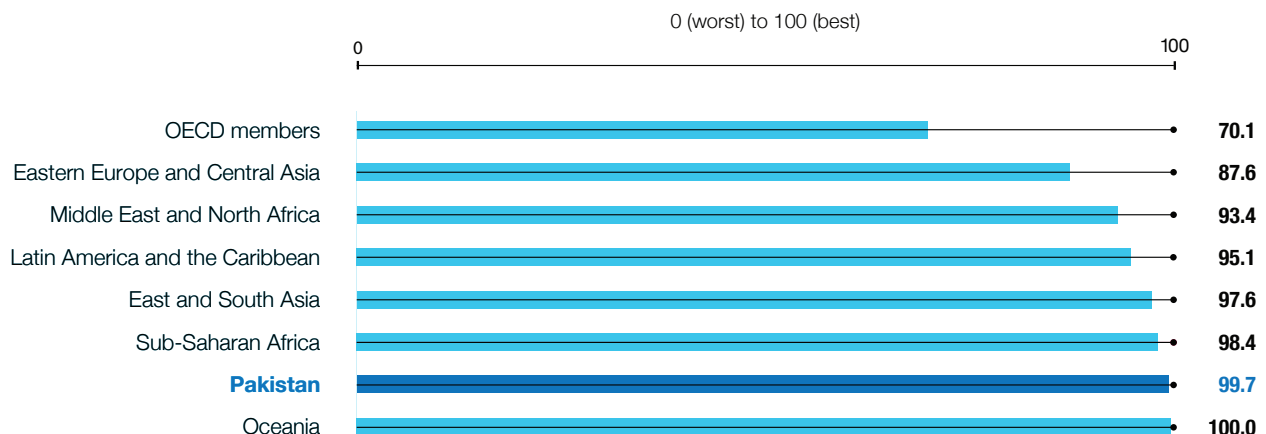 0 (worst) to 100 (best)
0 100
OECD members 70.1
Eastern Europe and Central Asia 87.6
Middle East and North Africa 93.4
Latin America and the Caribbean 95.1
East and South Asia 97.6
Sub-Saharan Africa 98.4
Pakistan 99.7
Oceania 100.0